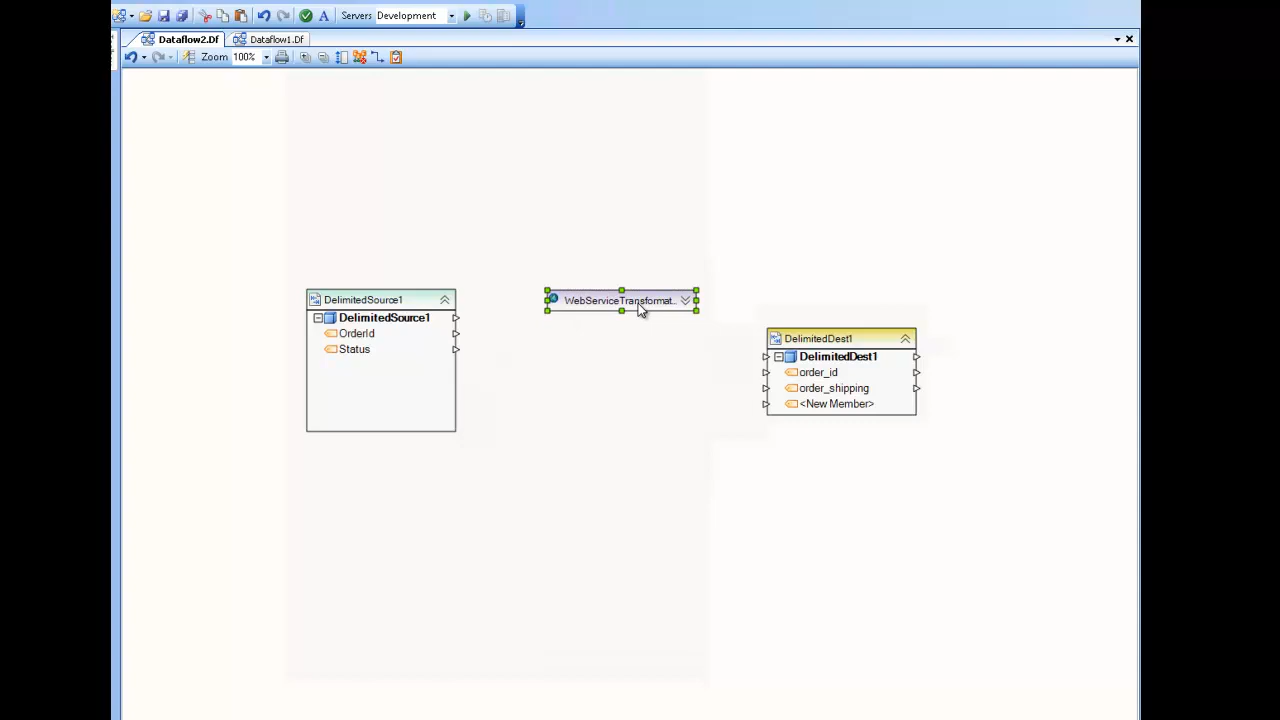 Servers Development
Dataflow2.Df Dataflow1.Df
Zoom 100%
DelimitedSource1
DelimitedSource1
OrderId
Status
WebServiceTransformat...
DelimitedDest1
DelimitedDest1
order_id
order_shipping
<New Member>